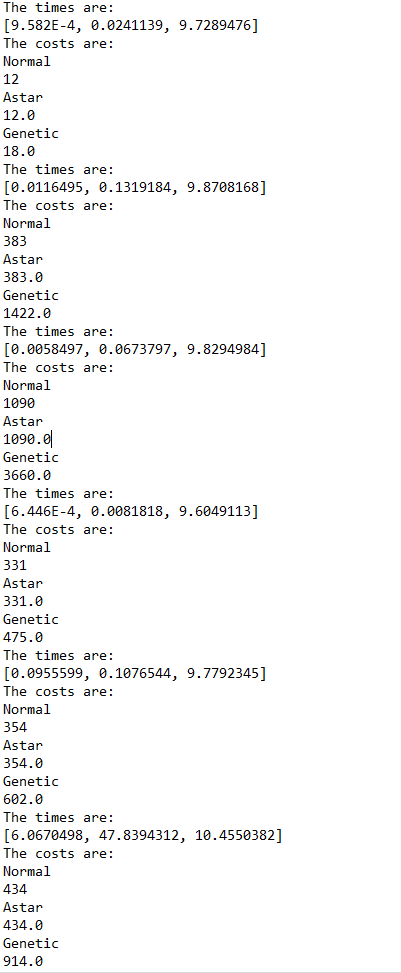 The times are:
[9.582E-4, 0.0241139, 9.7289476]
The costs are:
Normal
12
Astar
12.0
Genetic
18.0
The times are:
[0.0116495, 0.1319184, 9.8708168]
The costs are:
Normal
383
Astar
383.0
Genetic
1422.0
The times are:
[0.0058497, 0.0673797, 9.8294984]
The costs are:
Normal
1090
Astar
1090.0
Genetic
3660.0
The times are:
[6.446E-4, 0.0081818, 9.6049113]
The costs are:
Normal
331
Astar
331.0
Genetic
475.0
The times are:
[0.0955599, 0.1076544, 9.7792345]
The costs are:
Normal
354
Astar
354.0
Genetic
602.0
The times are:
[6.0670498, 47.8394312, 10.4550382]
The costs are:
Normal
434
Astar
434.0
Genetic
914.0